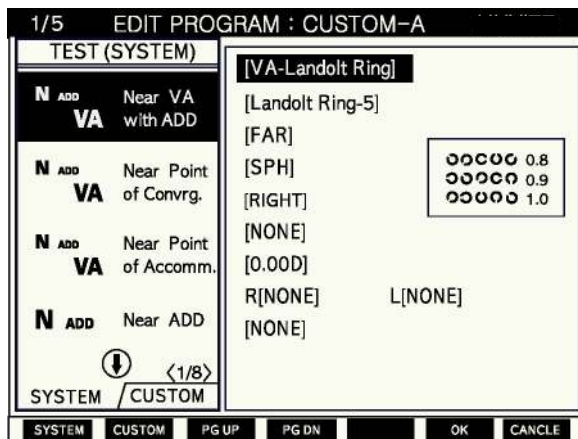 1/5 EDIT PROGRAM : CUSTOM-A
TEST (SYSTEM)
N ADD VA Near VA with ADD
N ADD VA Near Point of Convrg.
N ADD VA Near Point of Accomm.
N ADD Near ADD
〈1/8〉
SYSTEM CUSTOM
[VA-Landolt Ring]
[Landolt Ring-5]
[FAR]
[SPH]
[RIGHT]
[NONE]
[0.00D]
R[NONE] L[NONE]
[NONE]
0.8
0.9
1.0
SYSTEM CUSTOM PG UP PG DN OK CANCLE